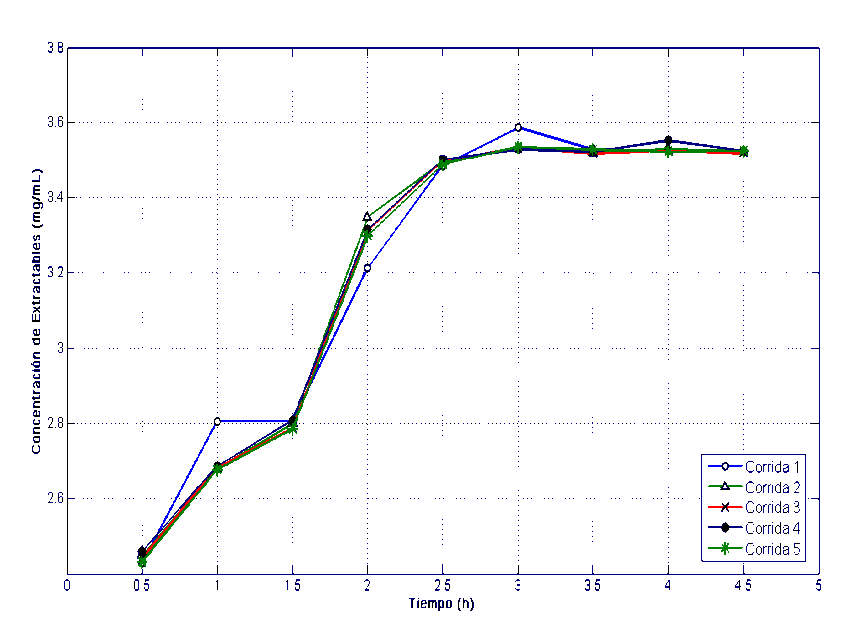 3.8
3.6
3.4
3.2
3
2.8
2.6
Concentración de Extractables (mg/mL)
0
0.5
1
1.5
2
2.5
3
3.5
4
4.5
5
Tiempo (h)
Corrida 1
Corrida 2
Corrida 3
Corrida 4
Corrida 5